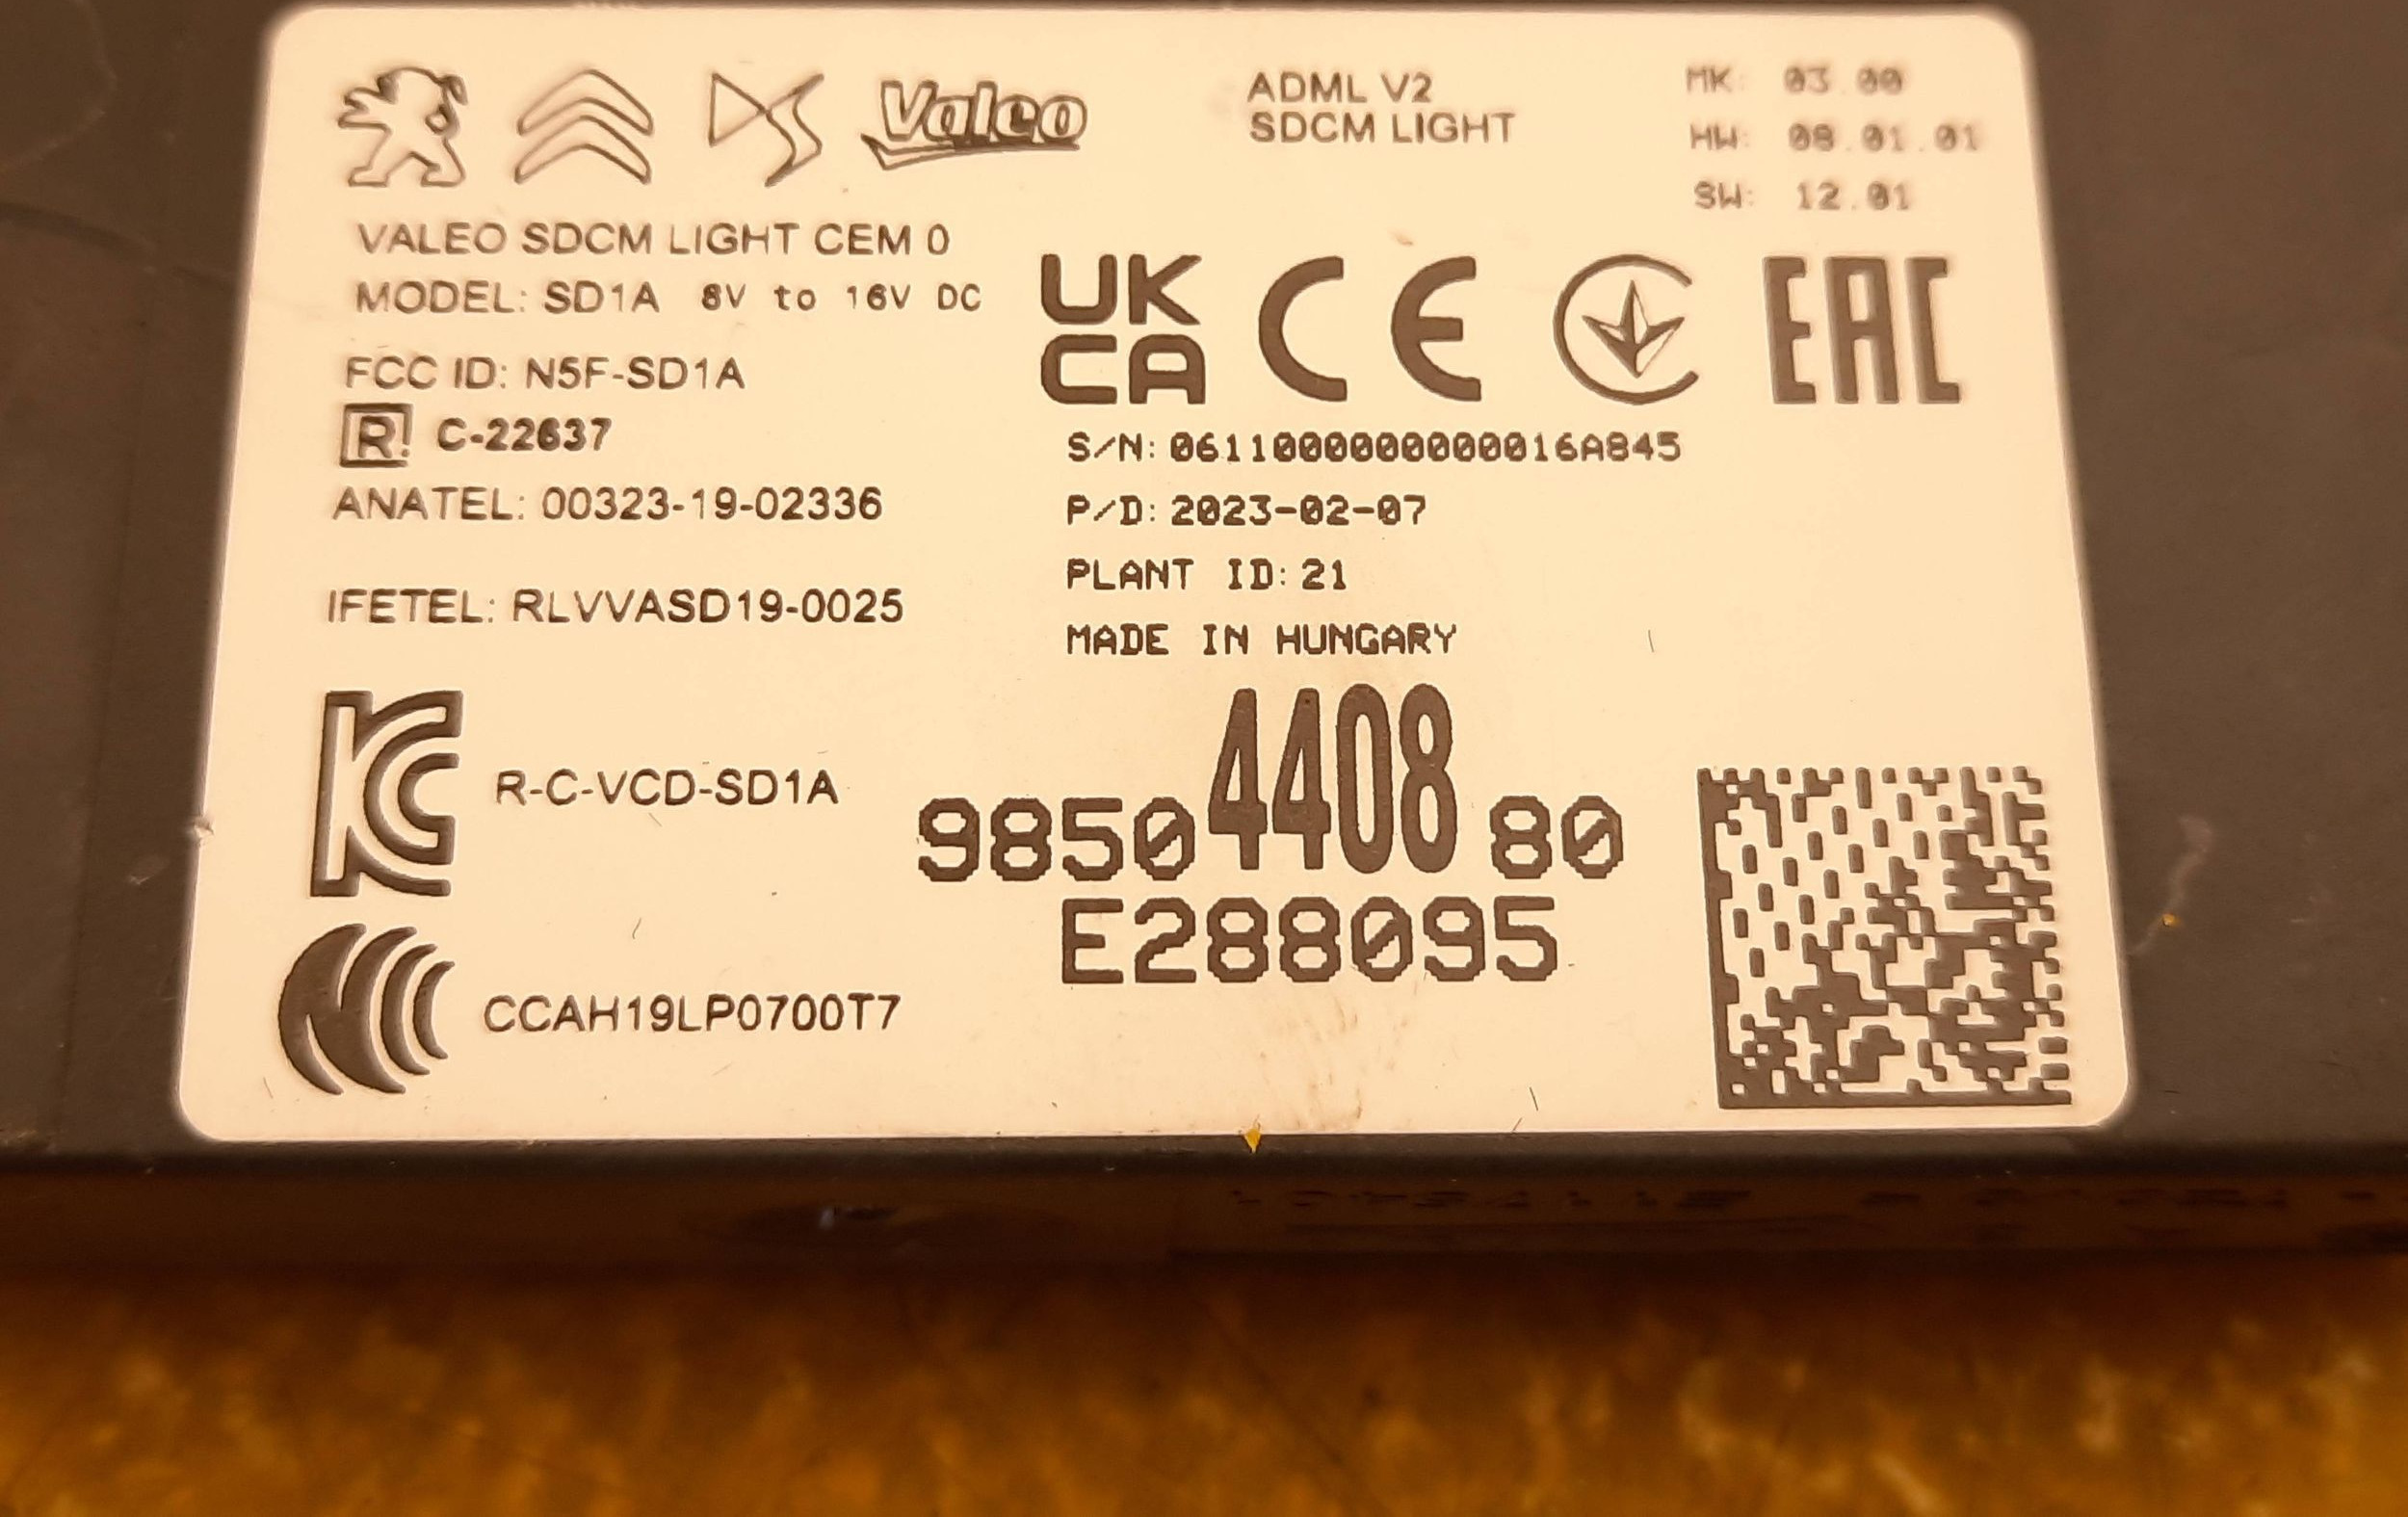 Valeo
ADML V2
SDCM LIGHT
MK: 03.00
HW: 08.01.01
SW: 12.01
VALEO SDCM LIGHT CEM 0
MODEL: SD1A 8V to 16V DC
FCC ID: N5F-SD1A
R! C-22637
ANATEL: 00323-19-02336
IFETEL: RLVVASD19-0025
UK
CA
CE
EAC
S/N: 0611000000000016A845
P/D: 2023-02-07
PLANT ID: 21
MADE IN HUNGARY
R-C-VCD-SD1A
9850 4408 80
E288095
CCAH19LP0700T7